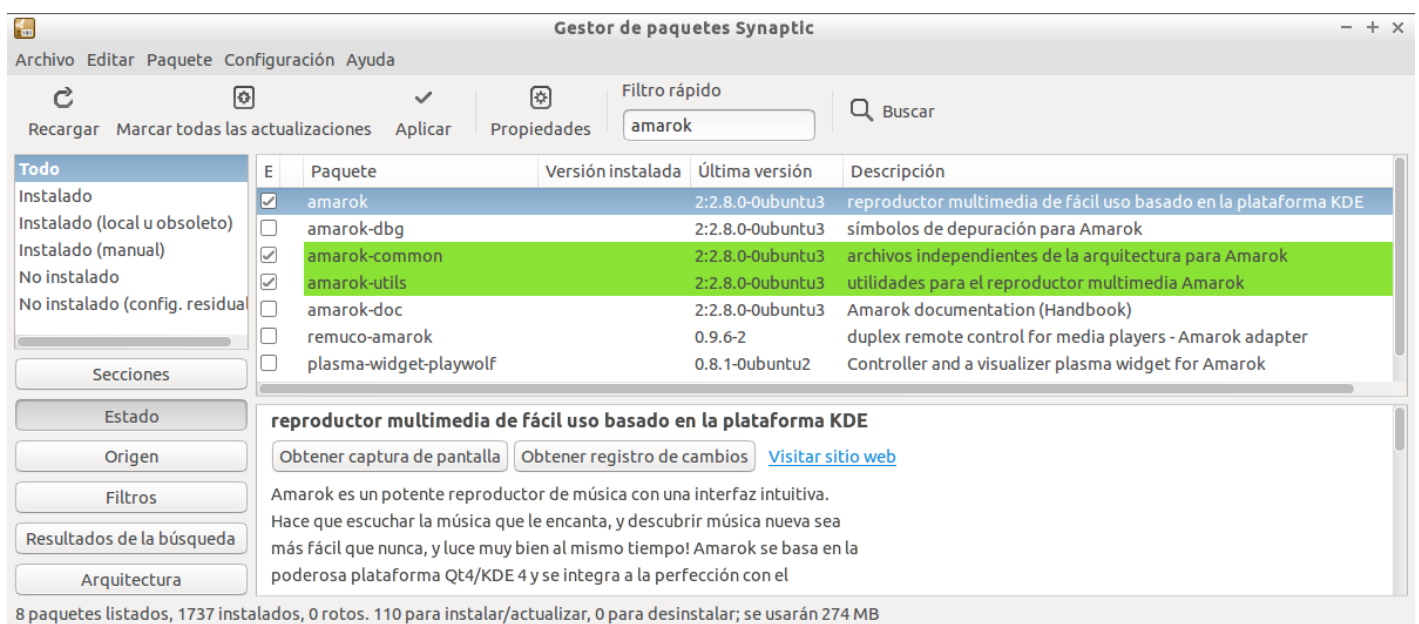 Gestor de paquetes Synaptic
Archivo Editar Paquete Configuración Ayuda
Recargar Marcar todas las actualizaciones Aplicar Propiedades Filtro rápido amarok Buscar
Todo
Instalado
Instalado (local u obsoleto)
Instalado (manual)
No instalado
No instalado (config. residual
Secciones
Estado
Origen
Filtros
Resultados de la búsqueda
Arquitectura
E Paquete Versión instalada Última versión Descripción
amarok 2:2.8.0-0ubuntu3 reproductor multimedia de fácil uso basado en la plataforma KDE
amarok-dbg 2:2.8.0-0ubuntu3 símbolos de depuración para Amarok
amarok-common 2:2.8.0-0ubuntu3 archivos independientes de la arquitectura para Amarok
amarok-utils 2:2.8.0-0ubuntu3 utilidades para el reproductor multimedia Amarok
amarok-doc 2:2.8.0-0ubuntu3 Amarok documentation (Handbook)
remuco-amarok 0.9.6-2 duplex remote control for media players - Amarok adapter
plasma-widget-playwolf 0.8.1-0ubuntu2 Controller and a visualizer plasma widget for Amarok
reproductor multimedia de fácil uso basado en la plataforma KDE
Obtener captura de pantalla Obtener registro de cambios Visitar sitio web
Amarok es un potente reproductor de música con una interfaz intuitiva.
Hace que escuchar la música que le encanta, y descubrir música nueva sea
más fácil que nunca, y luce muy bien al mismo tiempo! Amarok se basa en la
poderosa plataforma Qt4/KDE 4 y se integra a la perfección con el
8 paquetes listados, 1737 instalados, 0 rotos. 110 para instalar/actualizar, 0 para desinstalar; se usarán 274 MB